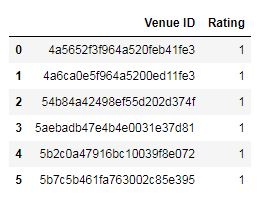 Venue ID Rating
0 4a5652f3f964a520feb41fe3 1
1 4a6ca0e5f964a5200ed11fe3 1
2 54b84a42498ef55d202d374f 1
3 5aebadb47e4b4e0031e37d81 1
4 5b2c0a47916bc10039f8e072 1
5 5b7c5b461fa763002c85e395 1